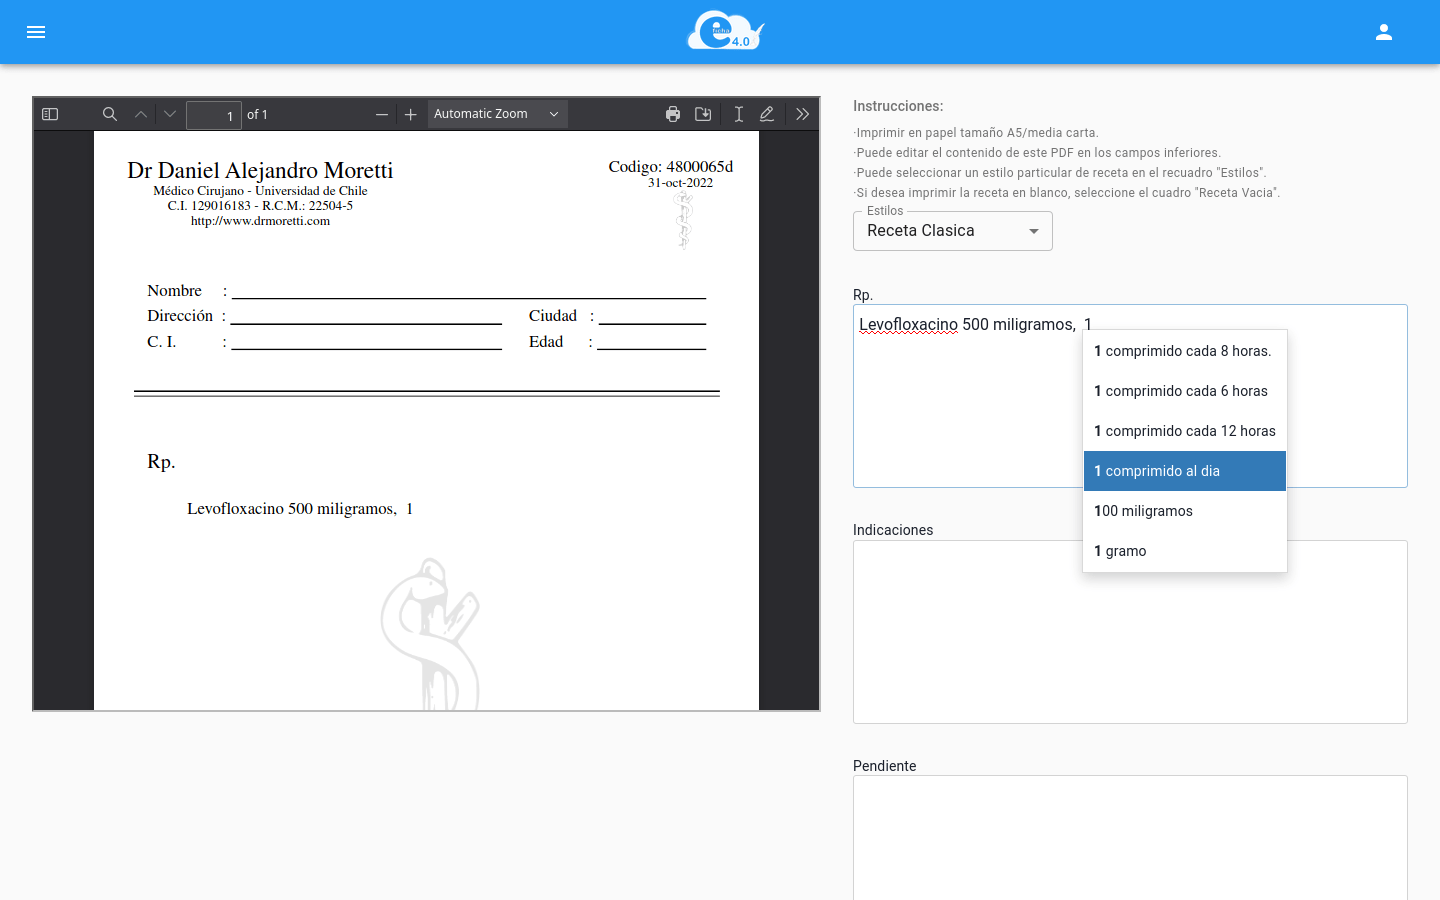 e
4.0
1
of 1
Automatic Zoom
Dr Daniel Alejandro Moretti
Médico Cirujano - Universidad de Chile
C.I. 129016183 - R.C.M.: 22504-5
http://www.drmoretti.com
Codigo: 4800065d
31-oct-2022
Nombre :
Dirección : Ciudad :
C. I. : Edad :
Rp.
Levofloxacino 500 miligramos, 1
Instrucciones:
·Imprimir en papel tamaño A5/media carta.
·Puede editar el contenido de este PDF en los campos inferiores.
·Puede seleccionar un estilo particular de receta en el recuadro "Estilos".
·Si desea imprimir la receta en blanco, seleccione el cuadro "Receta Vacia".
Estilos
Receta Clasica
Rp.
Levofloxacino 500 miligramos, 1
1 comprimido cada 8 horas.
1 comprimido cada 6 horas
1 comprimido cada 12 horas
1 comprimido al dia
100 miligramos
1 gramo
Indicaciones
Pendiente